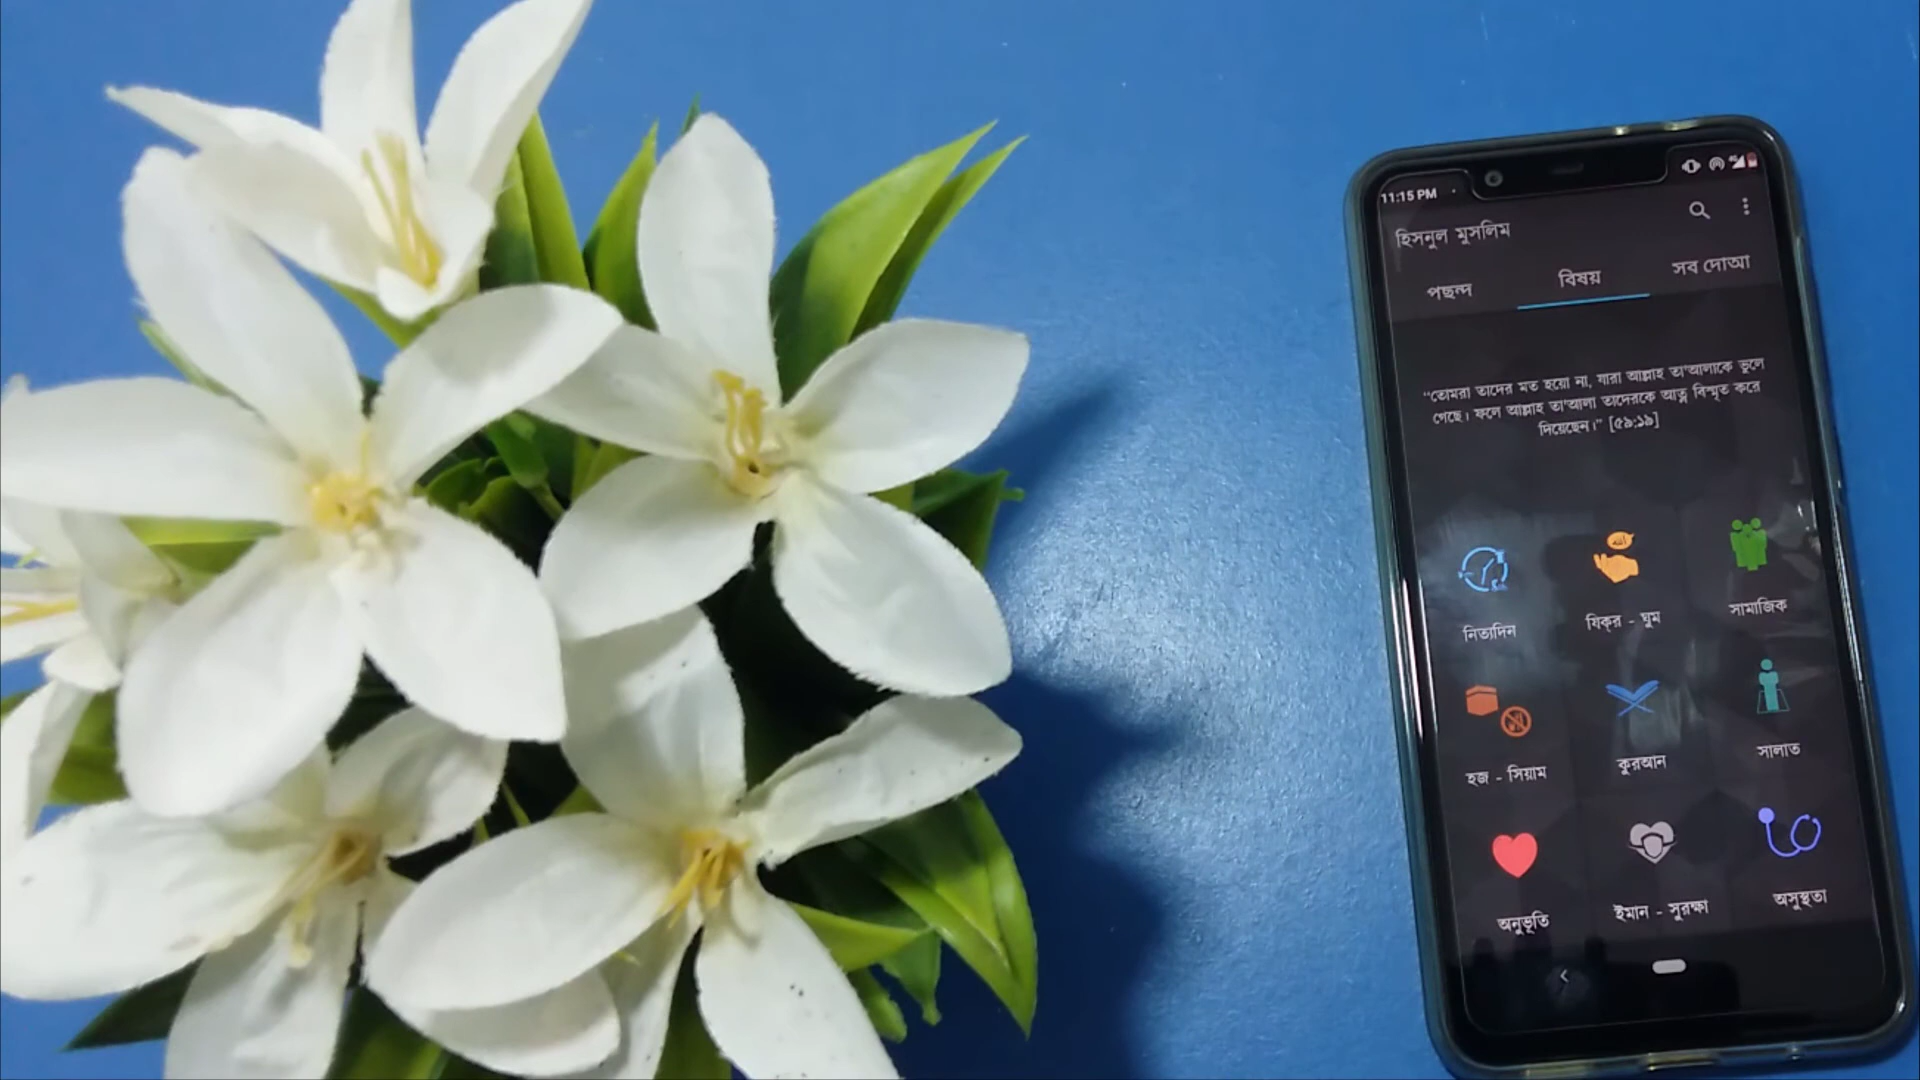 11:15 PM
হিসনুল মুসলিম
পছন্দ
বিষয়
সব দোআ
“তোমরা তাদের মত হয়ো না, যারা আল্লাহ তা'আলাকে ভুলে
গেছে। ফলে আল্লাহ তা'আলা তাদেরকে আত্ন বিস্মৃত করে
দিয়েছেন।” [৫৯:১৯]
নিত্যদিন
যিক্‌র - ঘুম
সামাজিক
হজ - সিয়াম
কুরআন
সালাত
অনুভূতি
ইমান - সুরক্ষা
অসুস্থতা